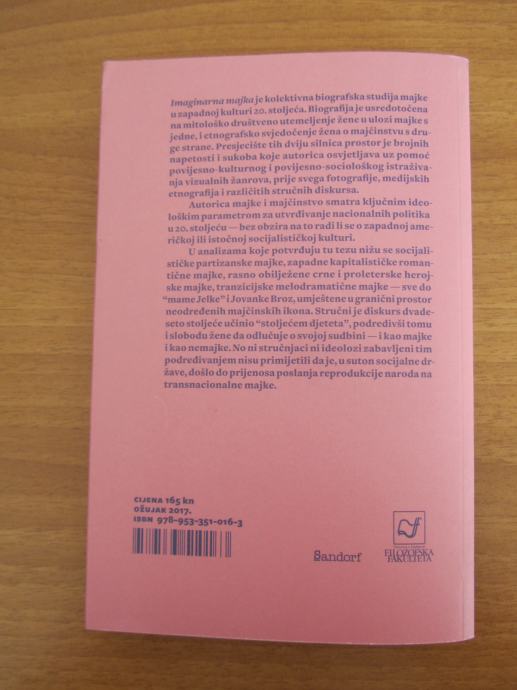 Imaginarna majka je kolektivna biografska studija majke
u zapadnoj kulturi 20. stoljeća. Biografija je usredotočena
na mitološko društveno utemeljenje žene u ulozi majke s
jedne, i etnografsko svjedočenje žena o majčinstvu s dru-
ge strane. Presjecište tih dviju silnica prostor je brojnih
napetosti i sukoba koje autorica osvjetljava uz pomoć
povijesno-kulturnog i povijesno-sociološkog istraživa-
nja vizualnih žanrova, prije svega fotografije, medijskih
etnografija i različitih stručnih diskursa.
Autorica majke i majčinstvo smatra ključnim ideo-
loškim parametrom za utvrđivanje nacionalnih politika
u 20. stoljeću — bez obzira na to radi li se o zapadnoj ame-
ričkoj ili istočnoj socijalističkoj kulturi.
U analizama koje potvrđuju tu tezu nižu se socijali-
stičke partizanske majke, zapadne kapitalističke roman-
tične majke, rasno obilježene crne i proleterske heroj-
ske majke, tranzicijske melodramatične majke — sve do
“mame Jelke” i Jovanke Broz, umještene u granični prostor
neodređenih majčinskih ikona. Stručni je diskurs dvade-
seto stoljeće učinio “stoljećem djeteta”, podredivši tomu
i slobodu žene da odlučuje o svojoj sudbini — i kao majke
i kao nemajke. No ni stručnjaci ni ideolozi zabavljeni tim
podređivanjem nisu primijetili da je, u suton socijalne dr-
žave, došlo do prijenosa poslanja reprodukcije naroda na
transnacionalne majke.
CIJENA 165 kn
OŽUJAK 2017.
ISBN 978-953-351-016-3
Sandorf
FILOZOFSKA
FAKULTETA